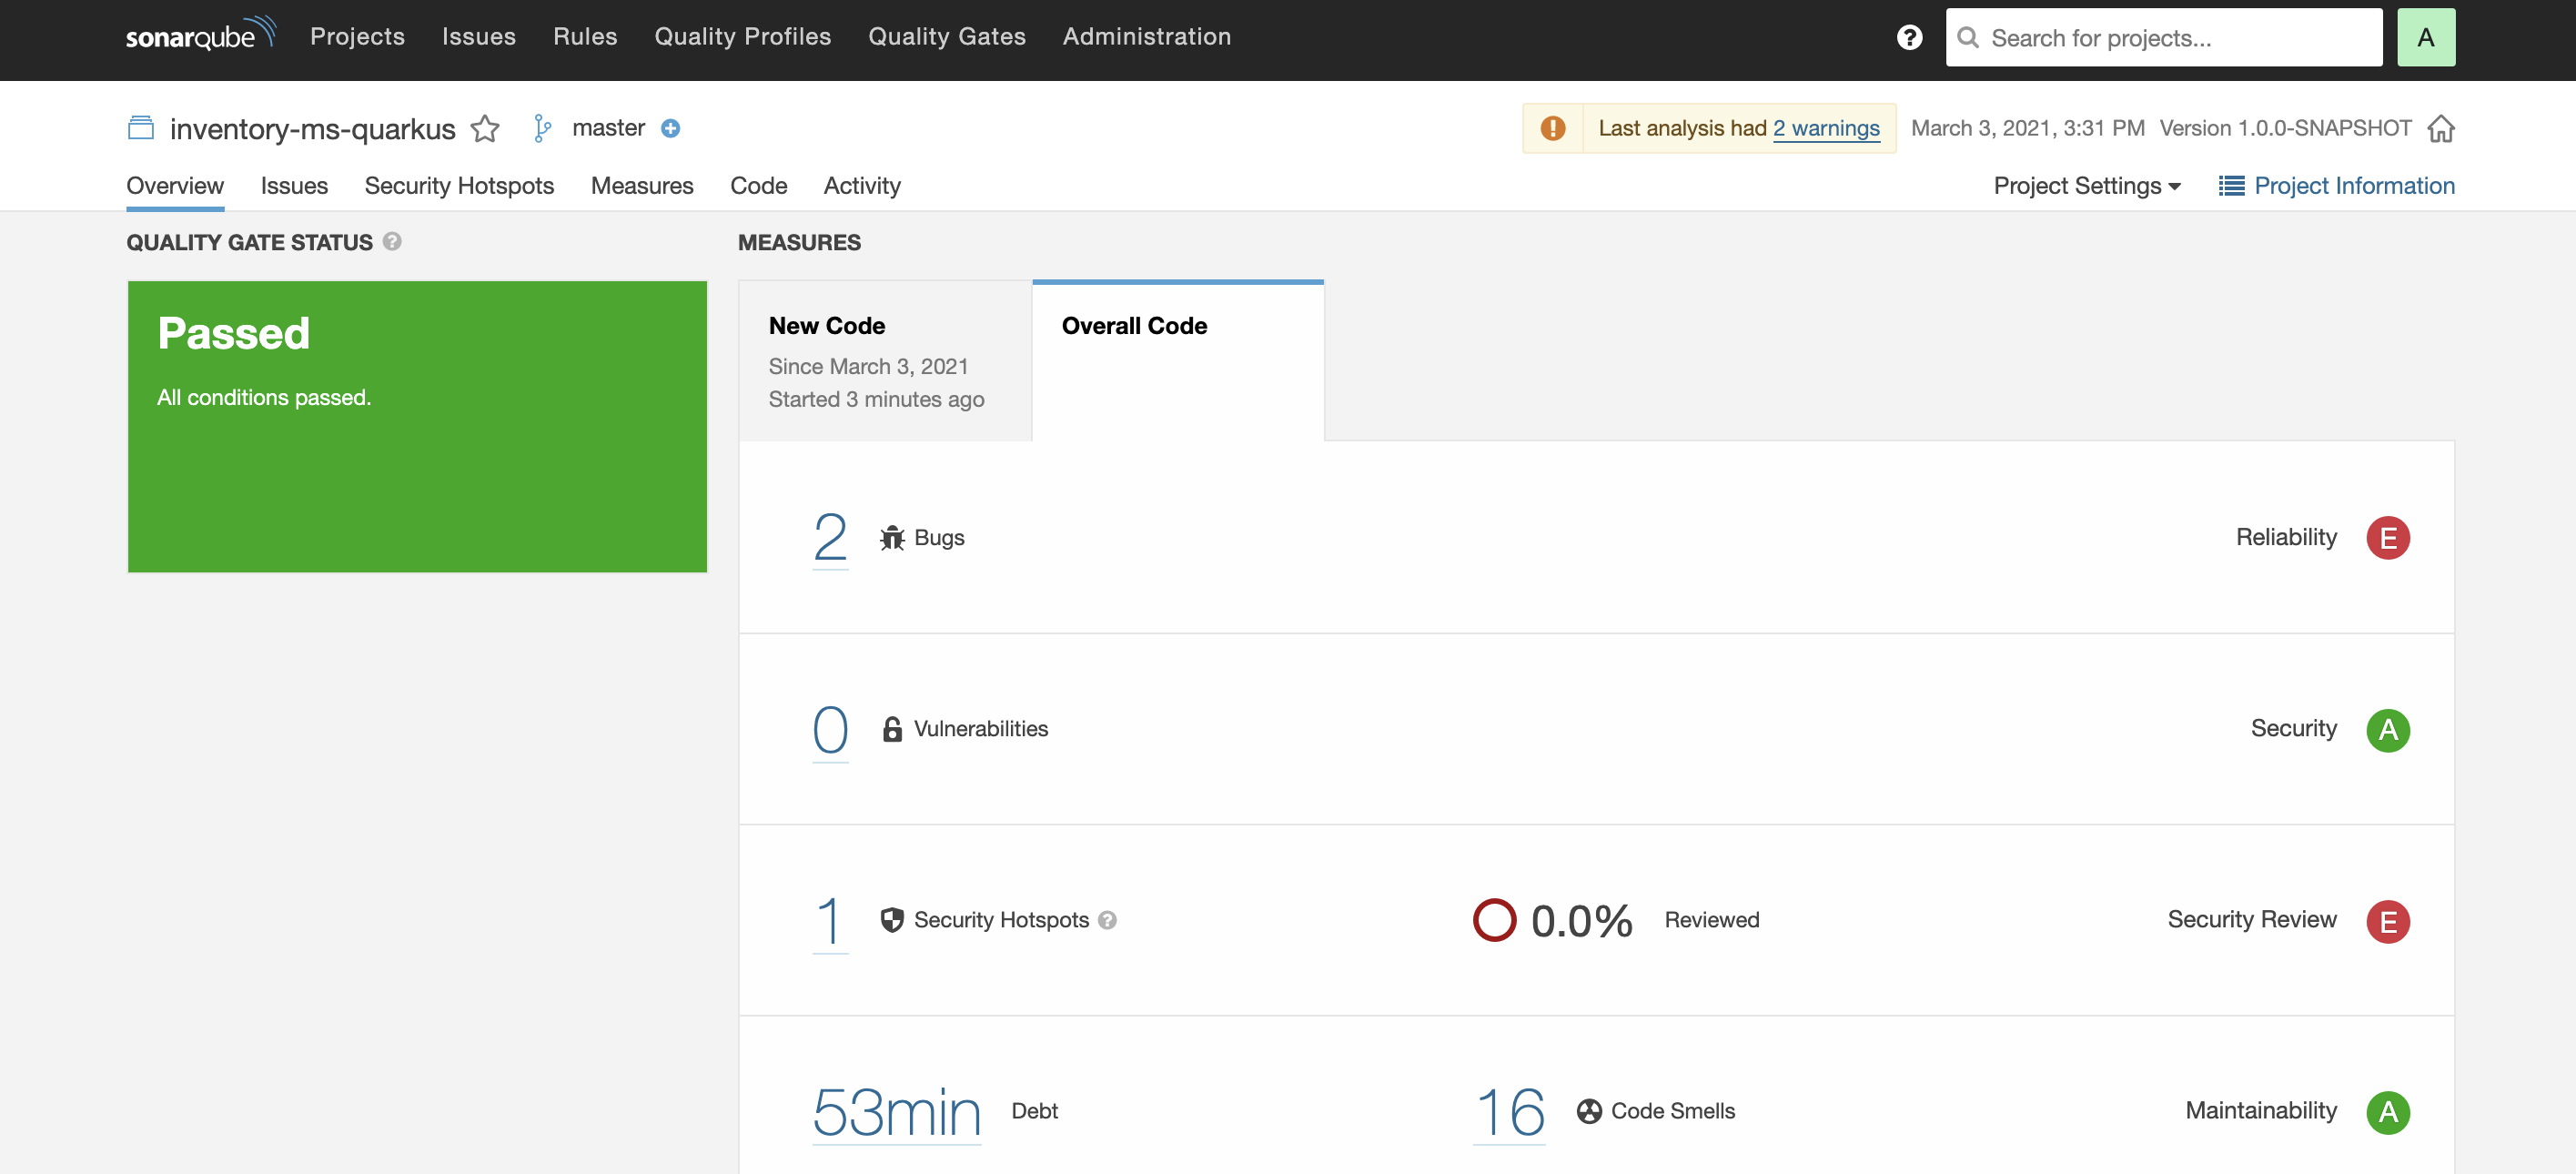 sonarqube Projects Issues Rules Quality Profiles Quality Gates Administration ? Search for projects... A
inventory-ms-quarkus master Last analysis had 2 warnings March 3, 2021, 3:31 PM Version 1.0.0-SNAPSHOT
Overview Issues Security Hotspots Measures Code Activity Project Settings Project Information
QUALITY GATE STATUS ?
Passed
All conditions passed.
MEASURES
New Code
Since March 3, 2021
Started 3 minutes ago
Overall Code
2 Bugs Reliability E
0 Vulnerabilities Security A
1 Security Hotspots ? 0.0% Reviewed Security Review E
53min Debt 16 Code Smells Maintainability A